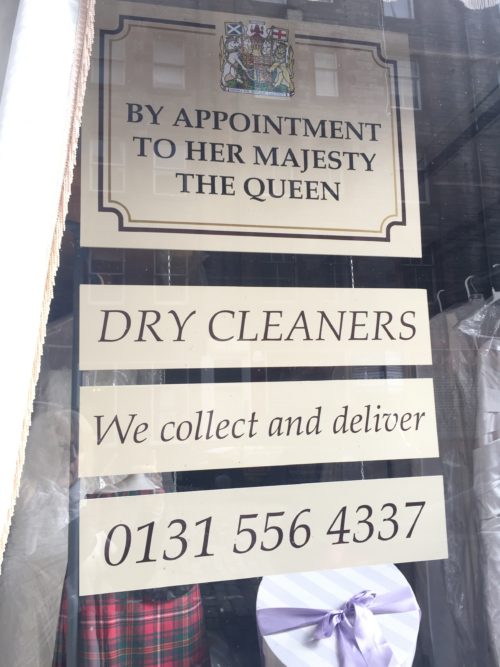 BY APPOINTMENT
TO HER MAJESTY
THE QUEEN
DRY CLEANERS
We collect and deliver
0131 556 4337